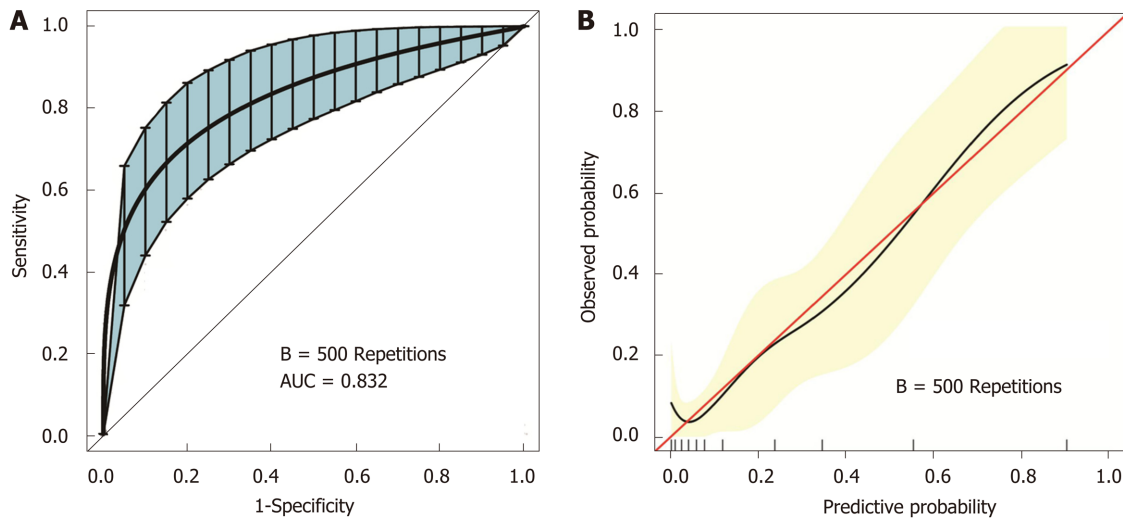 A
1.0
0.8
0.6
0.4
0.2
0.0
Sensitivity
B = 500 Repetitions
AUC = 0.832
0.0 0.2 0.4 0.6 0.8 1.0
1-Specificity
B
1.0
0.8
0.6
0.4
0.2
0.0
Observed probability
B = 500 Repetitions
0.0 0.2 0.4 0.6 0.8 1.0
Predictive probability